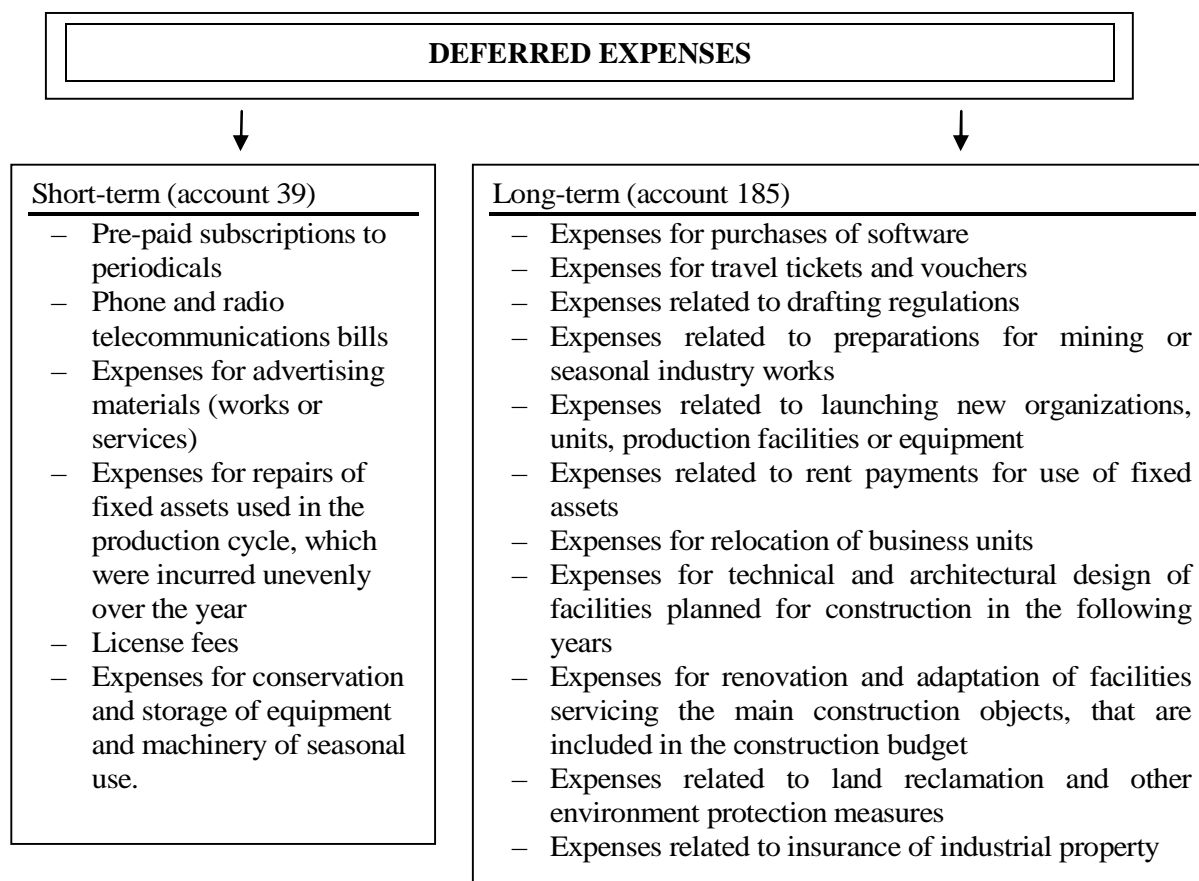 DEFERRED EXPENSES
Short-term (account 39)
– Pre-paid subscriptions to
periodicals
– Phone and radio
telecommunications bills
– Expenses for advertising
materials (works or
services)
– Expenses for repairs of
fixed assets used in the
production cycle, which
were incurred unevenly
over the year
– License fees
– Expenses for conservation
and storage of equipment
and machinery of seasonal
use.
Long-term (account 185)
– Expenses for purchases of software
– Expenses for travel tickets and vouchers
– Expenses related to drafting regulations
– Expenses related to preparations for mining or
seasonal industry works
– Expenses related to launching new organizations,
units, production facilities or equipment
– Expenses related to rent payments for use of fixed
assets
– Expenses for relocation of business units
– Expenses for technical and architectural design of
facilities planned for construction in the following
years
– Expenses for renovation and adaptation of facilities
servicing the main construction objects, that are
included in the construction budget
– Expenses related to land reclamation and other
environment protection measures
– Expenses related to insurance of industrial property